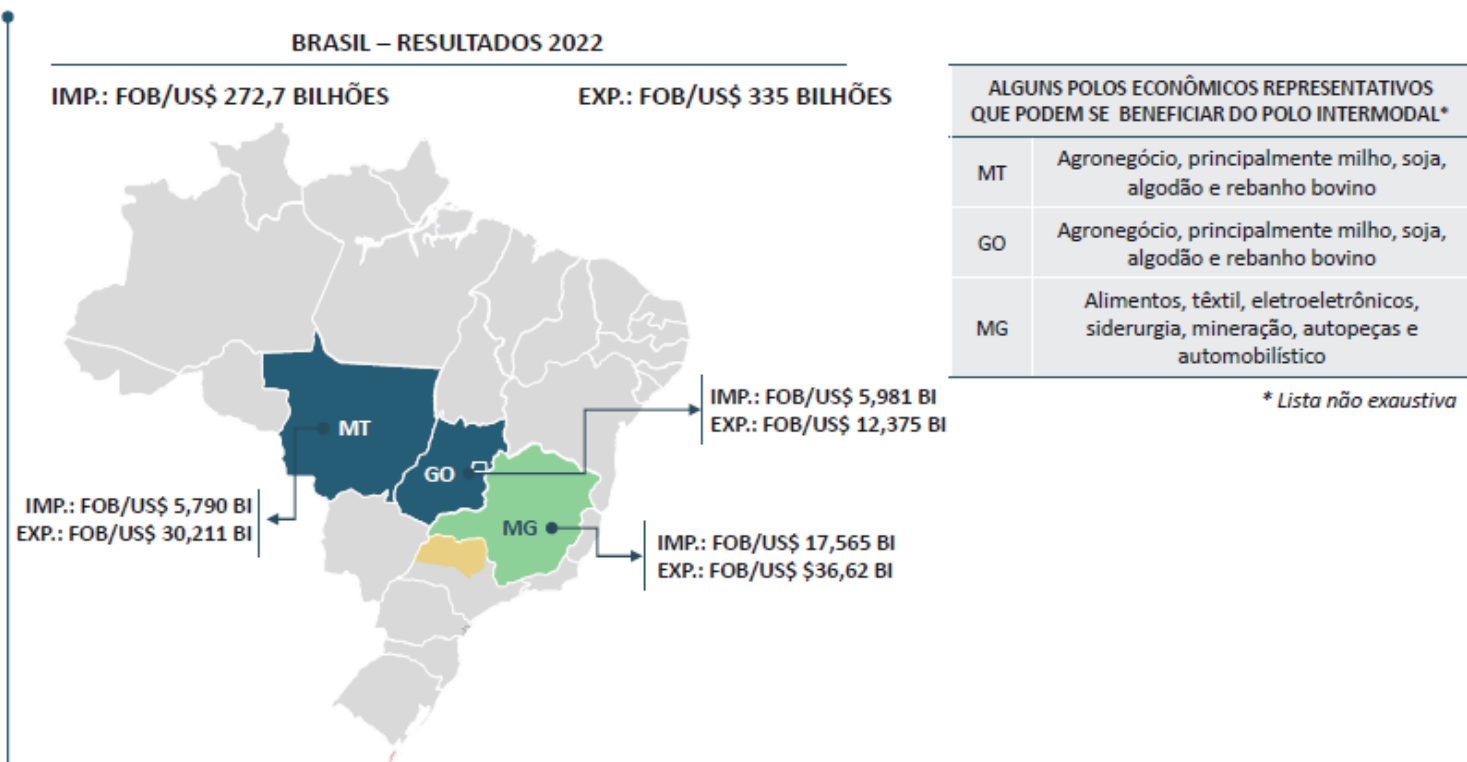 BRASIL – RESULTADOS 2022
IMP.: FOB/US$ 272,7 BILHÕES
EXP.: FOB/US$ 335 BILHÕES
ALGUNS POLOS ECONÔMICOS REPRESENTATIVOS
QUE PODEM SE BENEFICIAR DO POLO INTERMODAL*
MT
Agronegócio, principalmente milho, soja,
algodão e rebanho bovino
GO
Agronegócio, principalmente milho, soja,
algodão e rebanho bovino
MG
Alimentos, têxtil, eletroeletrônicos,
siderurgia, mineração, autopeças e
automobilístico
* Lista não exaustiva
IMP.: FOB/US$ 5,981 BI
EXP.: FOB/US$ 12,375 BI
MT
GO
IMP.: FOB/US$ 5,790 BI
EXP.: FOB/US$ 30,211 BI
MG
IMP.: FOB/US$ 17,565 BI
EXP.: FOB/US$ $36,62 BI